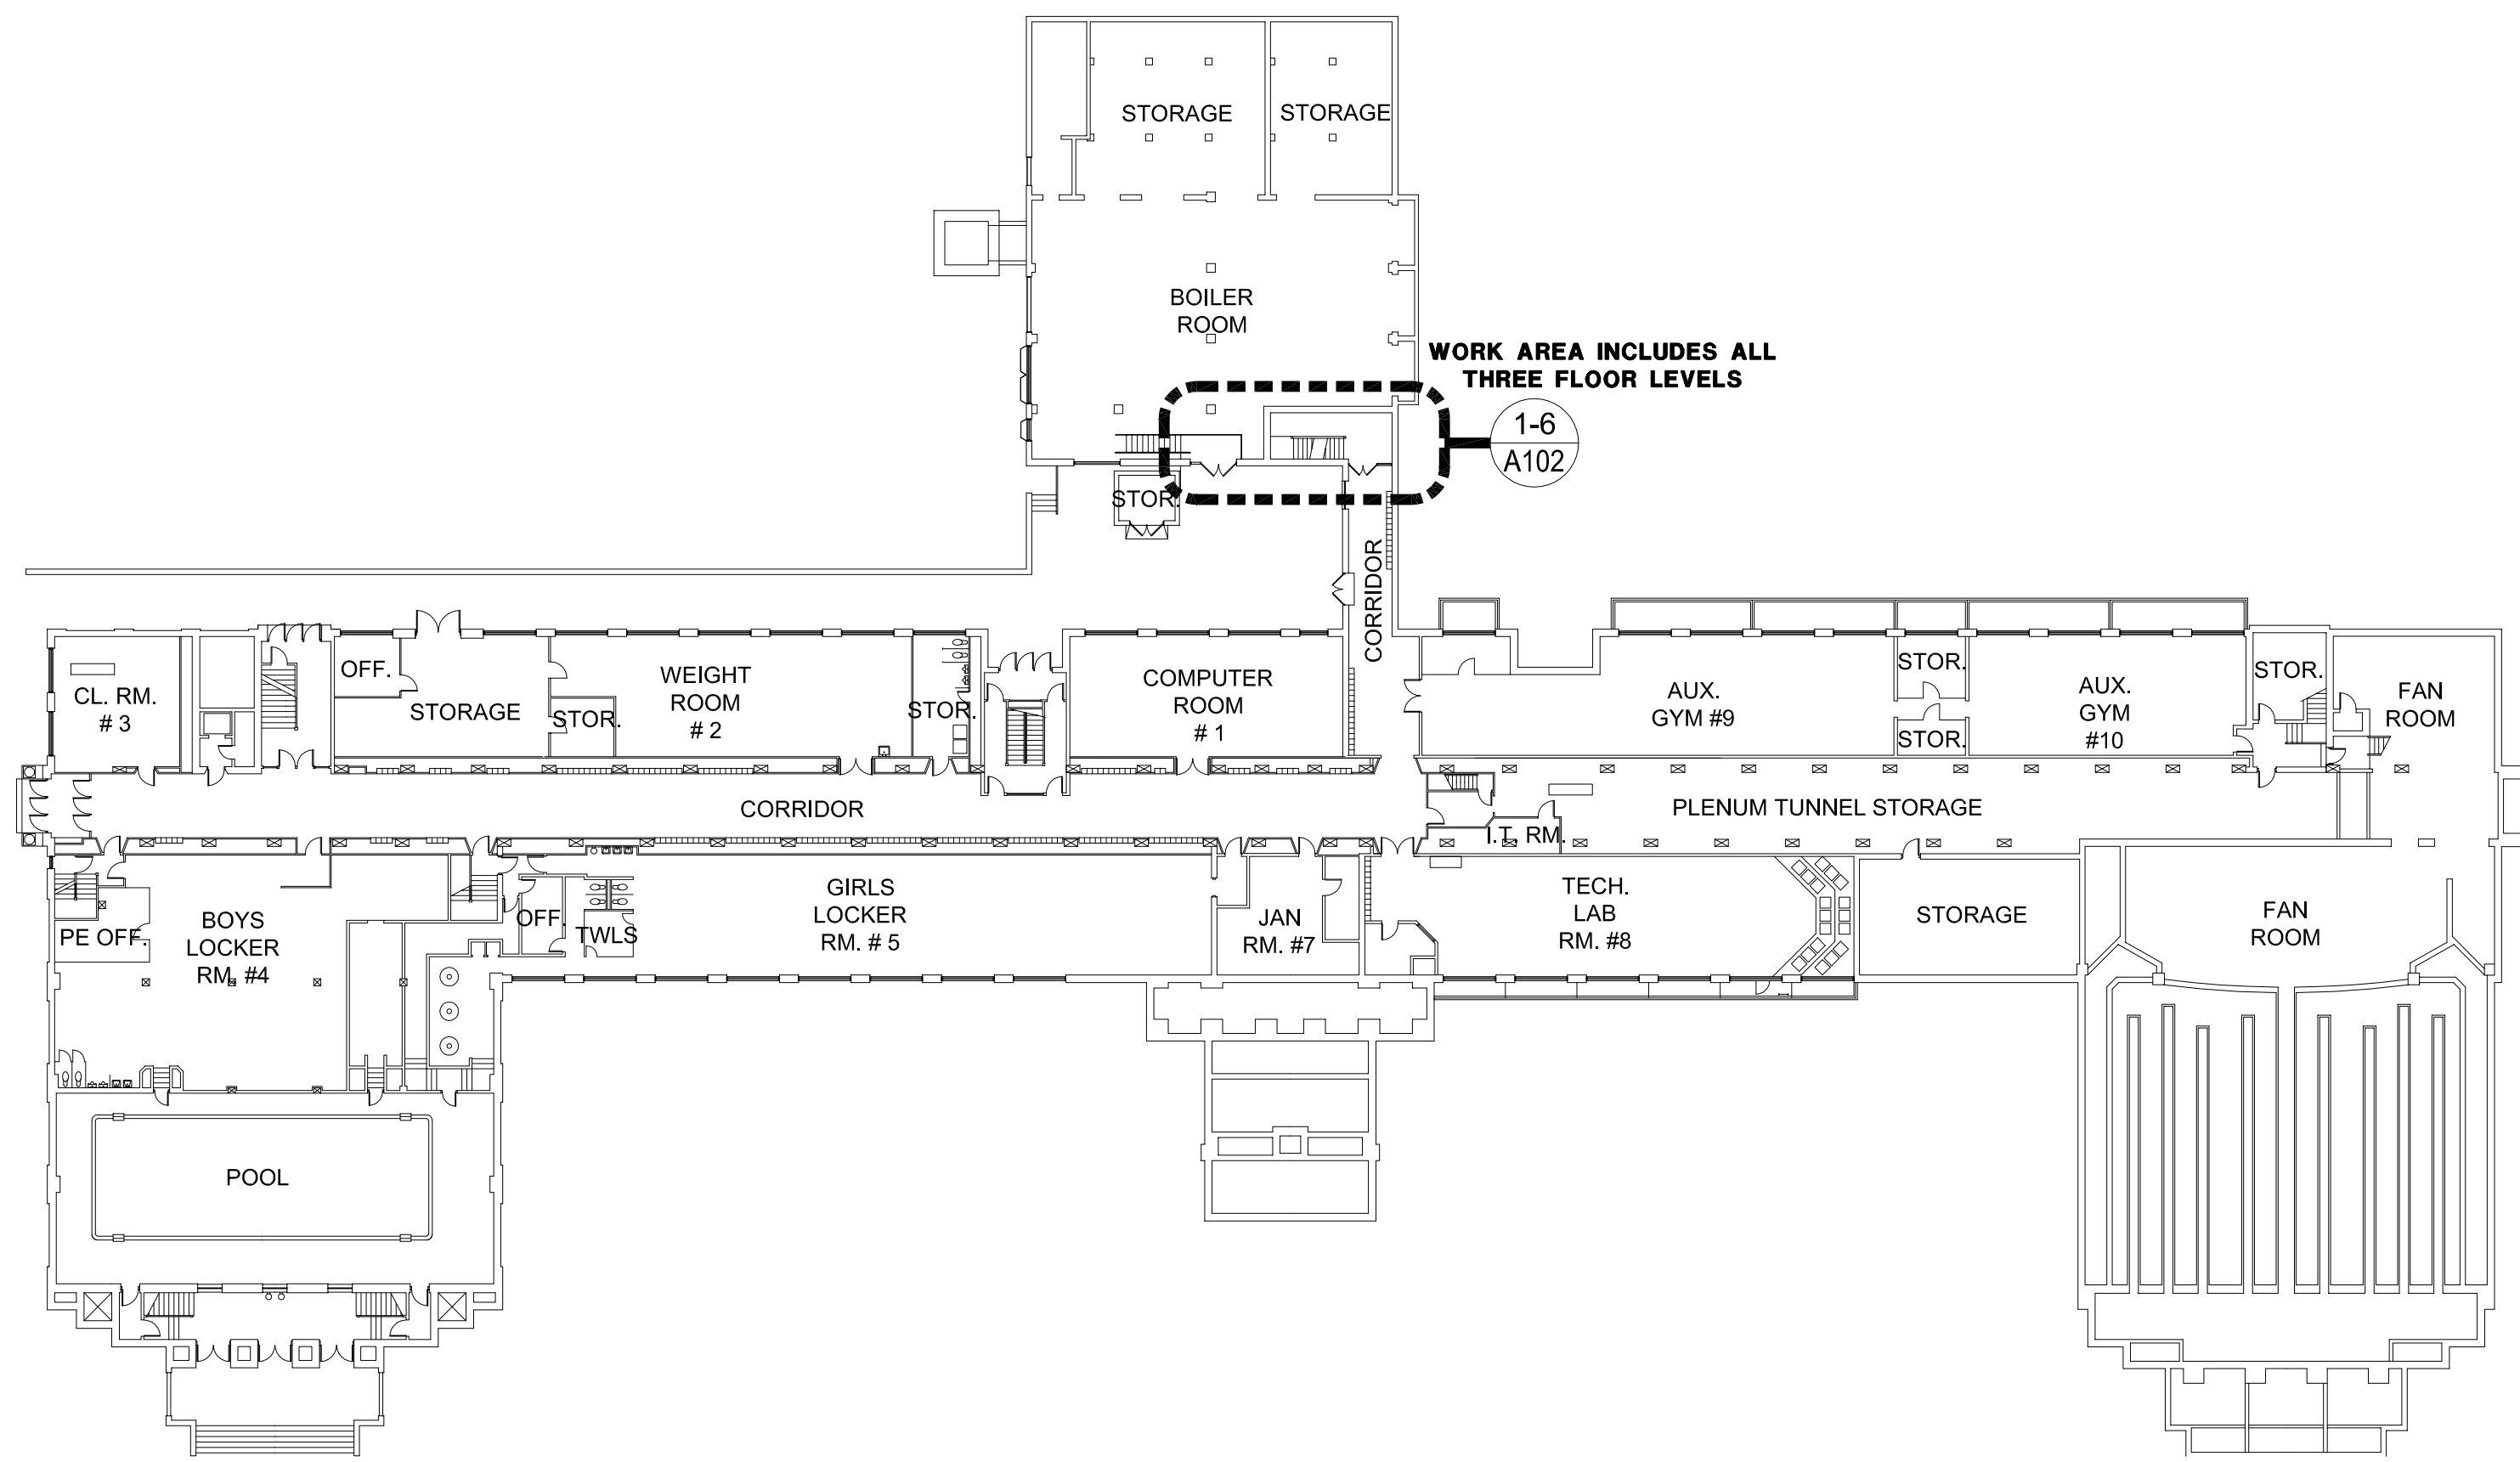 STORAGE
STORAGE
BOILER
ROOM
WORK AREA INCLUDES ALL
THREE FLOOR LEVELS
1-6
A102
STOR.
CORRIDOR
CL. RM.
# 3
OFF.
STORAGE
STOR.
WEIGHT
ROOM
# 2
STOR.
COMPUTER
ROOM
# 1
AUX.
GYM #9
STOR.
STOR.
AUX.
GYM
#10
STOR.
FAN
ROOM
CORRIDOR
PLENUM TUNNEL STORAGE
I.T. RM.
PE OFF.
BOYS
LOCKER
RM. #4
OFF.
TWLS
GIRLS
LOCKER
RM. # 5
JAN
RM. #7
TECH.
LAB
RM. #8
STORAGE
FAN
ROOM
POOL